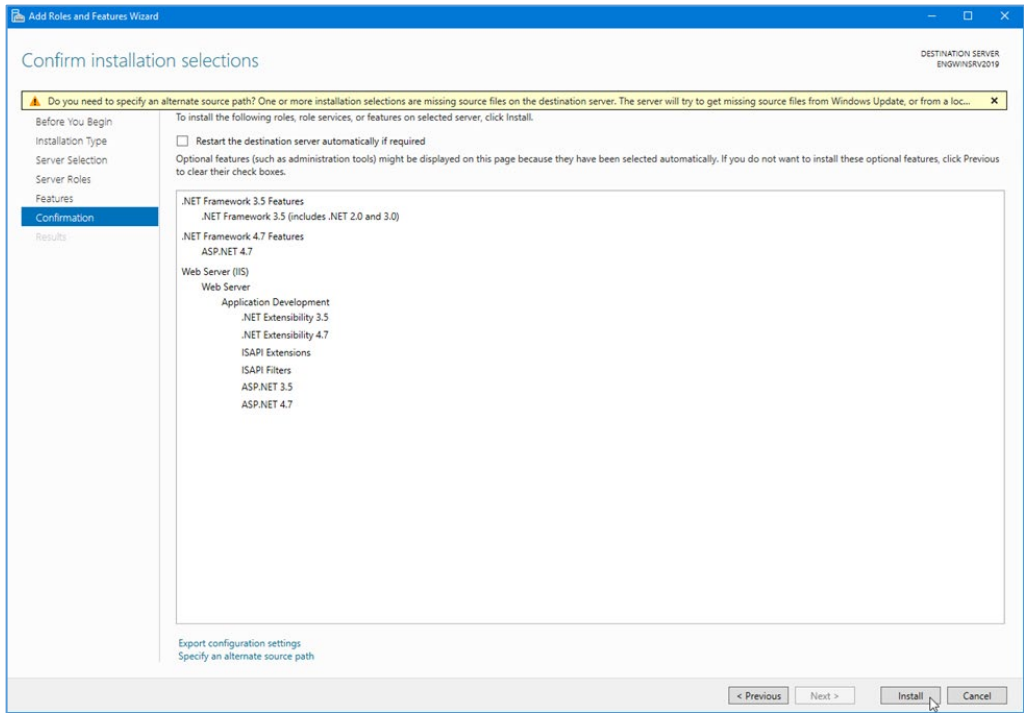 Add Roles and Features Wizard
Confirm installation selections
DESTINATION SERVER
ENGWINSRV2019
Do you need to specify an alternate source path? One or more installation selections are missing source files on the destination server. The server will try to get missing source files from Windows Update, or from a loc...
Before You Begin
Installation Type
Server Selection
Server Roles
Features
Confirmation
Results
To install the following roles, role services, or features on selected server, click Install.
Restart the destination server automatically if required
Optional features (such as administration tools) might be displayed on this page because they have been selected automatically. If you do not want to install these optional features, click Previous
to clear their check boxes.
.NET Framework 3.5 Features
.NET Framework 3.5 (includes .NET 2.0 and 3.0)
.NET Framework 4.7 Features
ASP.NET 4.7
Web Server (IIS)
Web Server
Application Development
.NET Extensibility 3.5
.NET Extensibility 4.7
ISAPI Extensions
ISAPI Filters
ASP.NET 3.5
ASP.NET 4.7
Export configuration settings
Specify an alternate source path
< Previous
Next >
Install
Cancel